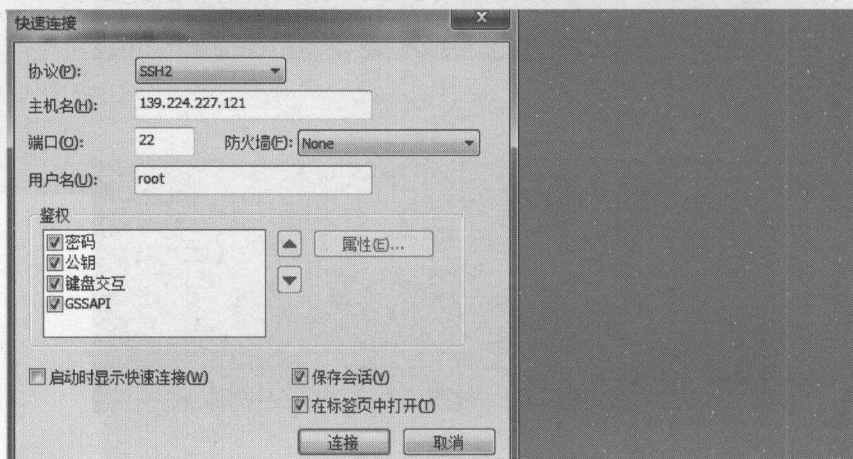 快速连接
协议(P): SSH2
主机名(H): 139.224.227.121
端口(O): 22 防火墙(F): None
用户名(U): root
鉴权
密码 属性(E)...
公钥
键盘交互
GSSAPI
启动时显示快速连接(W) 保存会话(V)
在标签页中打开(T)
连接 取消